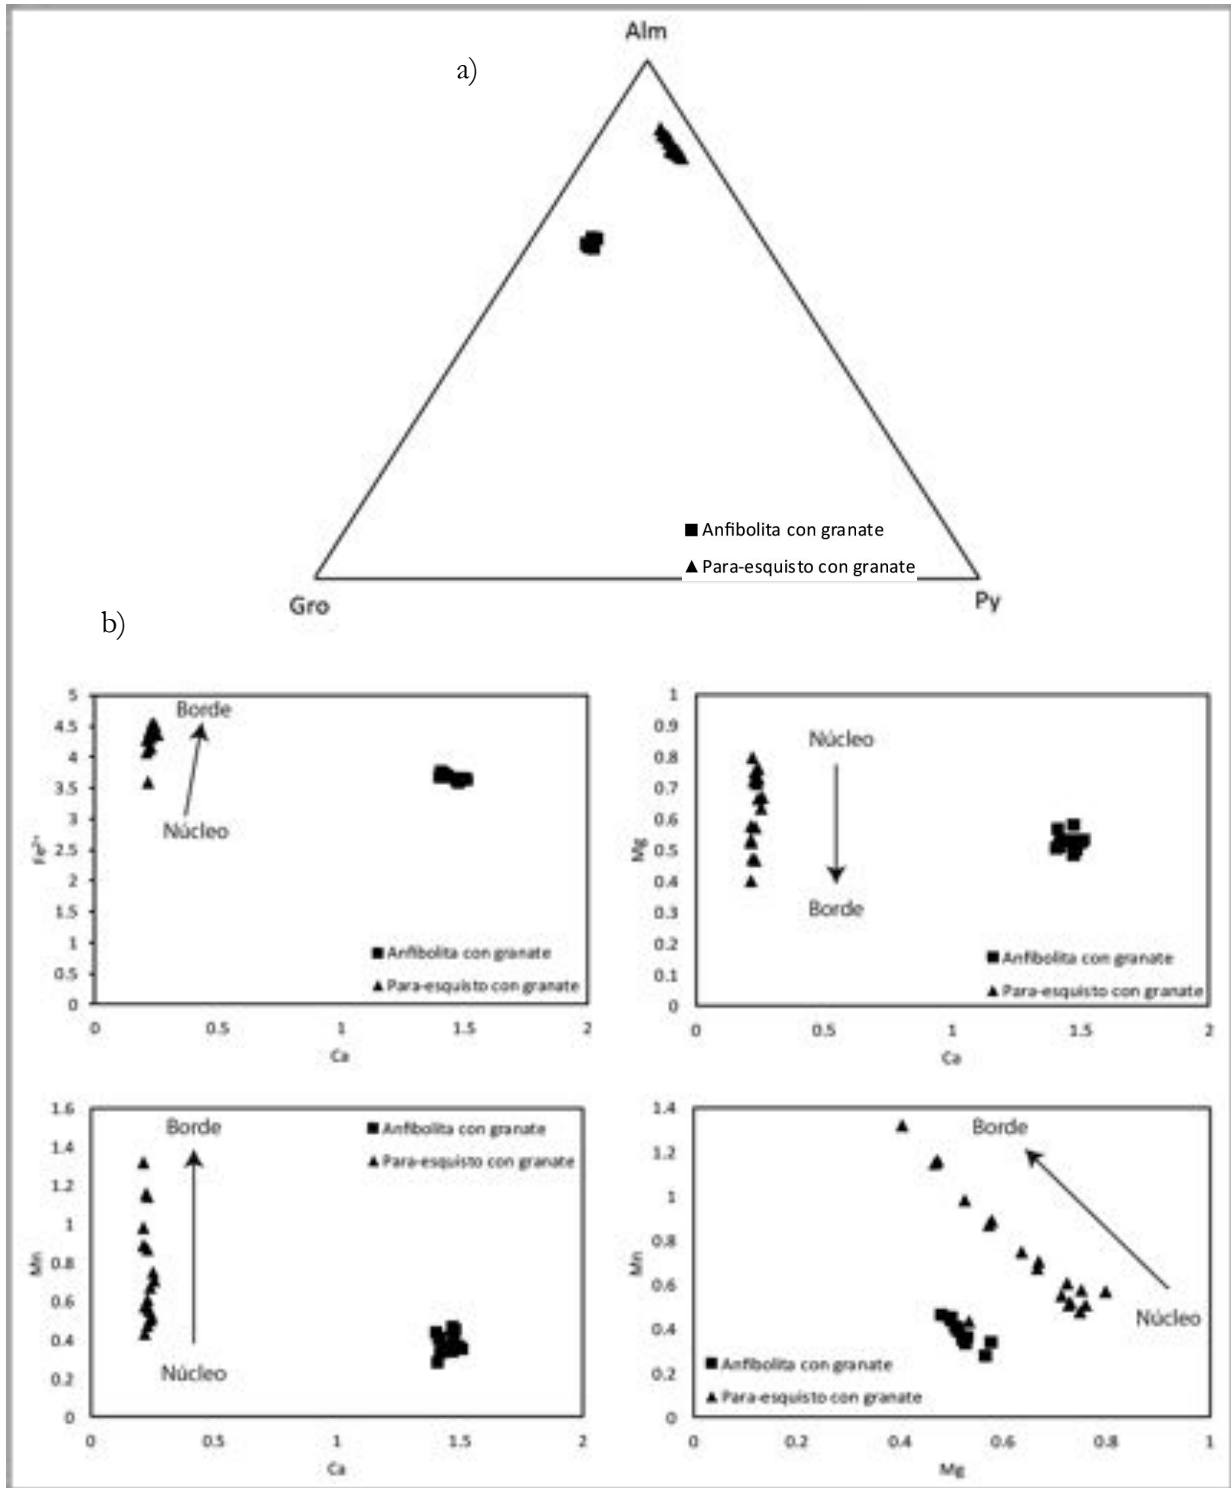 Alm
a)
Anfibolita con granate
Para-esquisto con granate
Gro
Py
b)
5
4.5
4
3.5
3
2.5
2
1.5
1
0.5
0
Fe²⁺
Borde
Núcleo
Anfibolita con granate
Para-esquisto con granate
0 0.5 1 1.5 2
Ca
1
0.9
0.8
0.7
0.6
0.5
0.4
0.3
0.2
0.1
0
Mg
Núcleo
Borde
Anfibolita con granate
Para-esquisto con granate
0 0.5 1 1.5 2
Ca
1.6
1.4
1.2
1
0.8
0.6
0.4
0.2
0
Mn
Borde
Anfibolita con granate
Para-esquisto con granate
Núcleo
0 0.5 1 1.5 2
Ca
1.4
1.2
1
0.8
0.6
0.4
0.2
0
Mn
Borde
Núcleo
Anfibolita con granate
Para-esquisto con granate
0 0.2 0.4 0.6 0.8 1
Mg